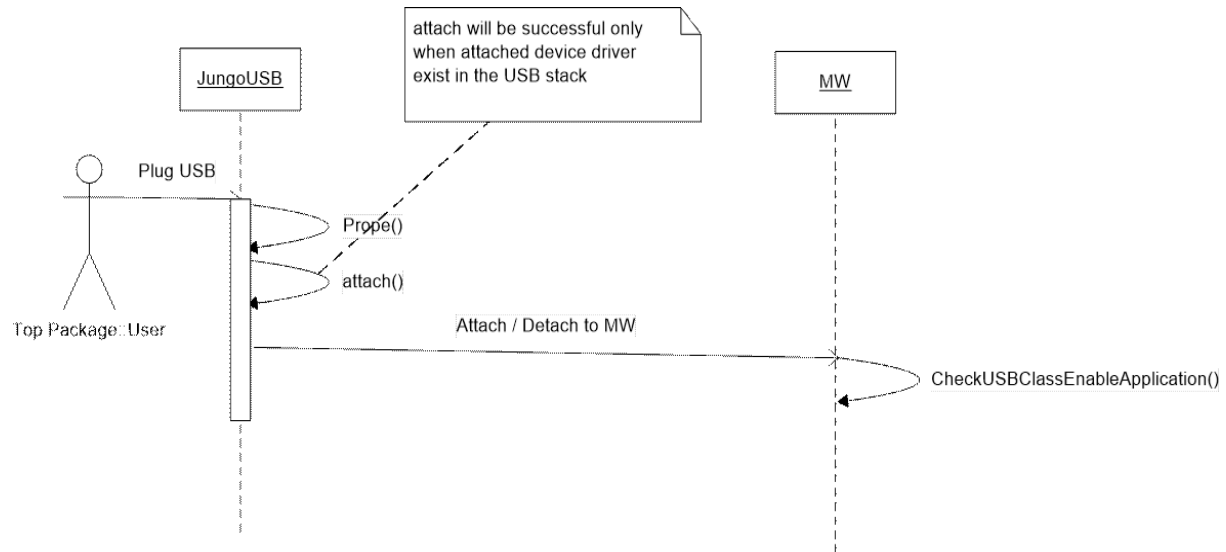 attach will be successful only
when attached device driver
exist in the USB stack
JungoUSB
MW
Plug USB
Prope()
attach()
Top Package::User
Attach / Detach to MW
CheckUSBClassEnableApplication()